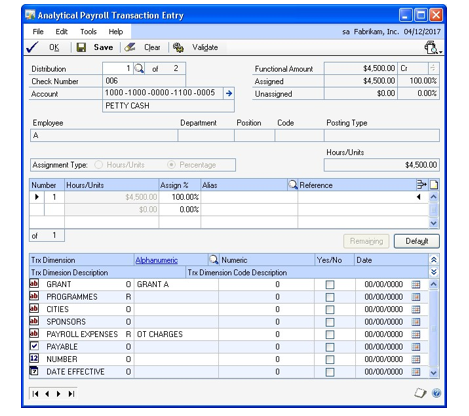 Analytical Payroll Transaction Entry
File Edit Tools Help sa Fabrikam, Inc. 04/12/2017
OK Save Clear Validate
Distribution 1 of 2 Functional Amount $4,500.00 Cr
Check Number 006 Assigned $4,500.00 100.00%
Account 1000 -1000 -0000 -1100 -0005 Unassigned $0.00 0.00%
PETTY CASH
Employee Department Position Code Posting Type
A
Hours/Units
Assignment Type: Hours/Units Percentage $4,500.00
Number Hours/Units Assign % Alias Reference
1 $4,500.00 100.00%
$0.00 0.00%
of 1
Remaining Default
Trx Dimension Alphanumeric Numeric Yes/No Date
Trx Dimesion Description Trx Dimension Code Description
GRANT O GRANT A 0 00/00/0000
PROGRAMMES R 0 00/00/0000
CITIES O 0 00/00/0000
SPONSORS O 0 00/00/0000
PAYROLL EXPENSES R OT CHARGES 0 00/00/0000
PAYABLE O 0 00/00/0000
NUMBER O 0 00/00/0000
DATE EFFECTIVE O 0 00/00/0000